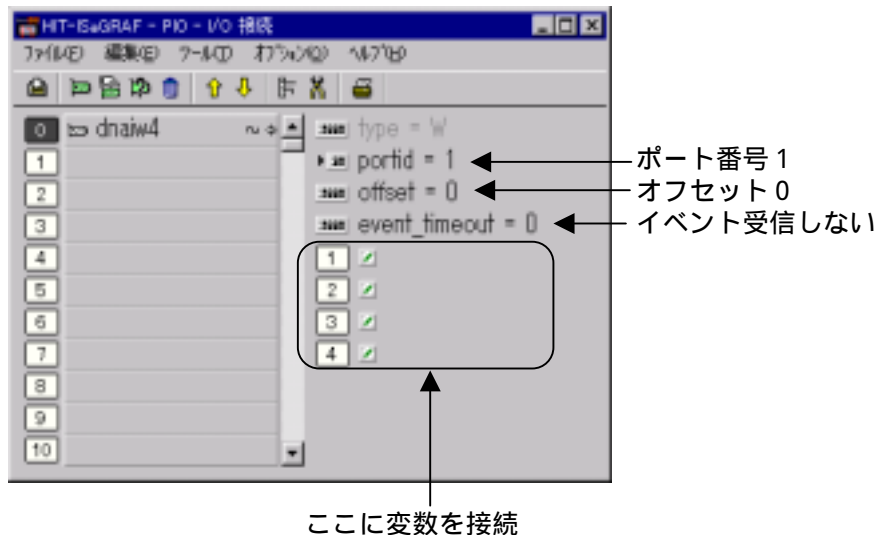 HIT-ISaGRAF - PIO - I/O 接続
ファイル(F) 編集(E) ツール(T) オプション(O) ヘルプ(H)
0 dnaiw4
1
2
3
4
5
6
7
8
9
10
type = W
portid = 1
offset = 0
event_timeout = 0
1
2
3
4
ポート番号1
オフセット0
イベント受信しない
ここに変数を接続